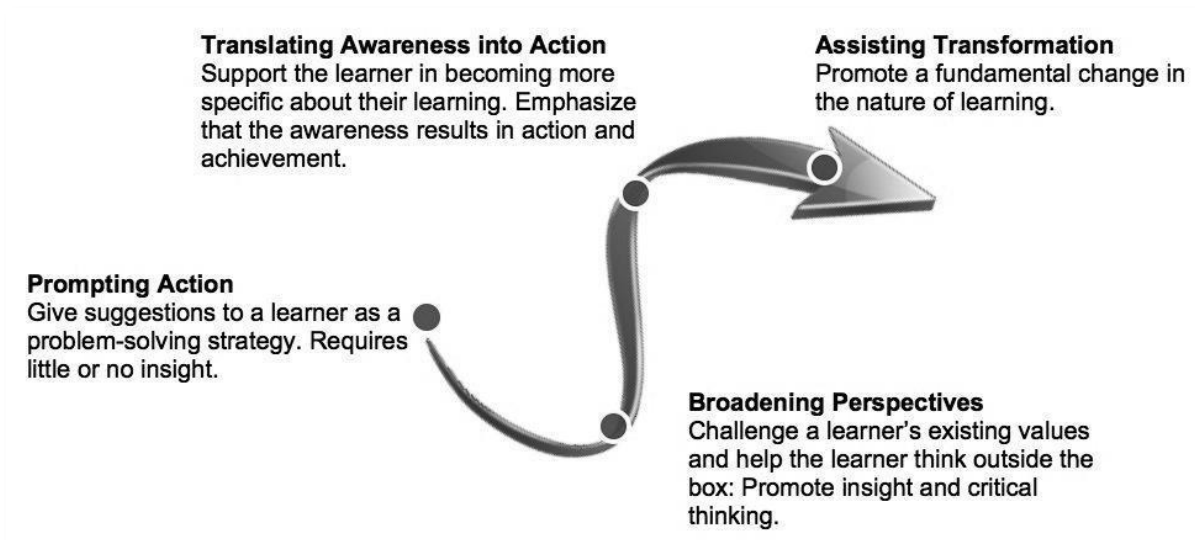 Translating Awareness into Action
Support the learner in becoming more
specific about their learning. Emphasize
that the awareness results in action and
achievement.
Assisting Transformation
Promote a fundamental change in
the nature of learning.
Prompting Action
Give suggestions to a learner as a
problem-solving strategy. Requires
little or no insight.
Broadening Perspectives
Challenge a learner's existing values
and help the learner think outside the
box: Promote insight and critical
thinking.